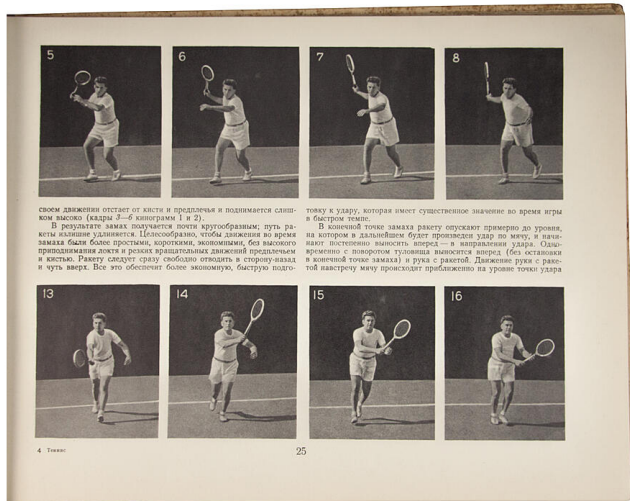 5
6
7
8
своем движении отстает от кисти и предплечья и поднимается слиш-
ком высоко (кадры 3—6 кинограмм 1 и 2).
В результате замах получается почти кругообразным; путь ра-
кеты излишне удлиняется. Целесообразно, чтобы движения во время
замаха были более простыми, короткими, экономными, без высокого
приподнимания локтя и резких вращательных движений предплечьем
и кистью. Ракету следует сразу свободно отводить в сторону-назад
и чуть вверх. Все это обеспечит более экономную, быструю подго-
товку к удару, которая имеет существенное значение во время игры
в быстром темпе.
В конечной точке замаха ракету опускают примерно до уровня,
на котором в дальнейшем будет произведен удар по мячу, и начи-
нают постепенно выносить вперед — в направлении удара. Одно-
временно с поворотом туловища выносится вперед (без остановки
в конечной точке замаха) и рука с ракетой. Движение руки с раке-
той навстречу мячу происходит приближенно на уровне точки удара
13
14
15
16
4 Теннис
25